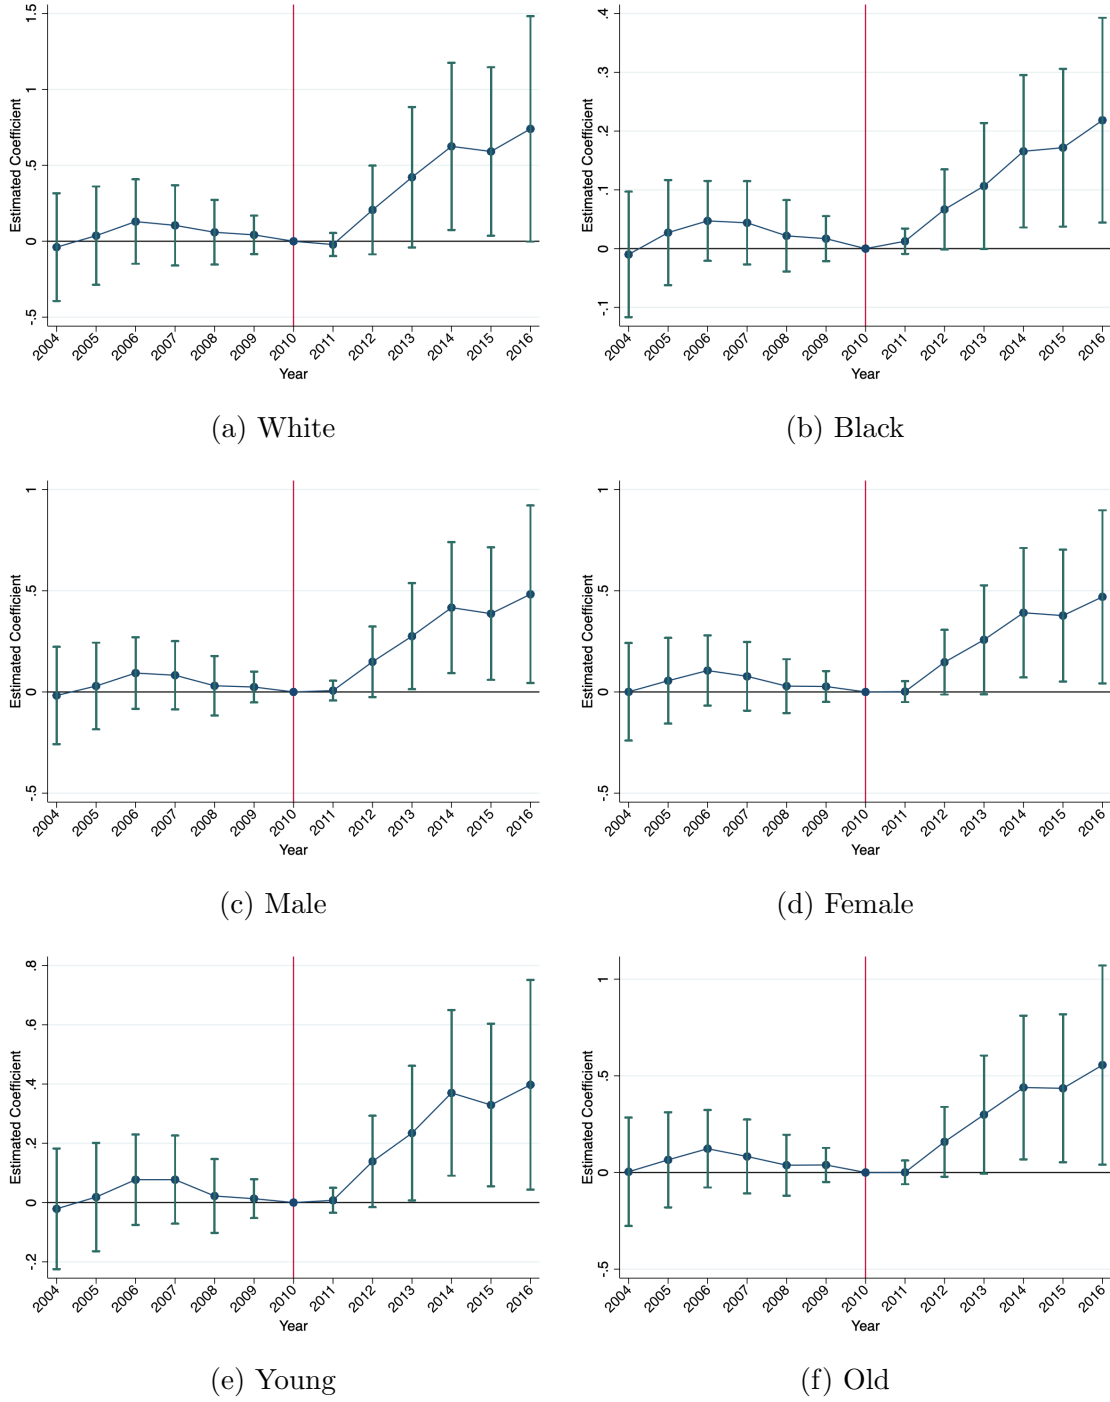 Estimated Coefficient
1.5
1
.5
0
-.5
2004 2005 2006 2007 2008 2009 2010 2011 2012 2013 2014 2015 2016
Year
(a) White
Estimated Coefficient
.4
.3
.2
.1
0
-.1
2004 2005 2006 2007 2008 2009 2010 2011 2012 2013 2014 2015 2016
Year
(b) Black
Estimated Coefficient
1
.5
0
-.5
2004 2005 2006 2007 2008 2009 2010 2011 2012 2013 2014 2015 2016
Year
(c) Male
Estimated Coefficient
1
.5
0
-.5
2004 2005 2006 2007 2008 2009 2010 2011 2012 2013 2014 2015 2016
Year
(d) Female
Estimated Coefficient
.8
.6
.4
.2
0
-.2
2004 2005 2006 2007 2008 2009 2010 2011 2012 2013 2014 2015 2016
Year
(e) Young
Estimated Coefficient
1
.5
0
-.5
2004 2005 2006 2007 2008 2009 2010 2011 2012 2013 2014 2015 2016
Year
(f) Old